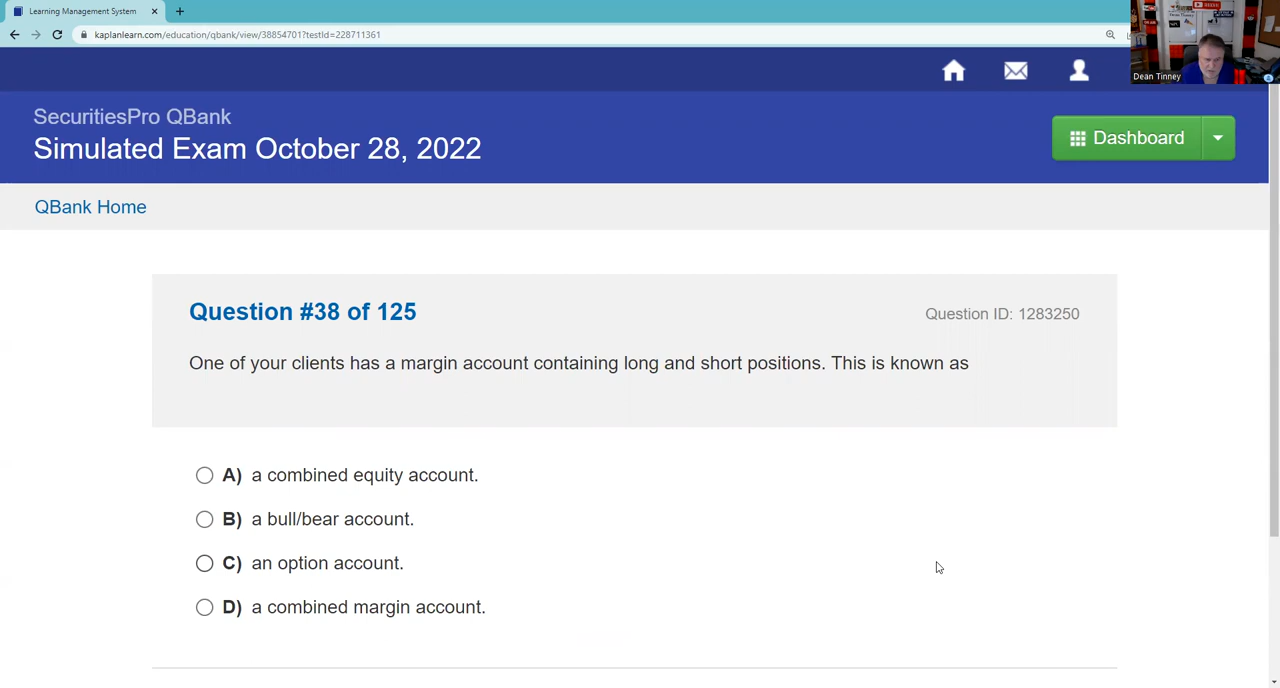 Learning Management System
kaplanlearn.com/education/qbank/view/38854701?testId=228711361
Dean Tinney
SecuritiesPro QBank
Simulated Exam October 28, 2022
Dashboard
QBank Home
Question #38 of 125
Question ID: 1283250
One of your clients has a margin account containing long and short positions. This is known as
A) a combined equity account.
B) a bull/bear account.
C) an option account.
D) a combined margin account.